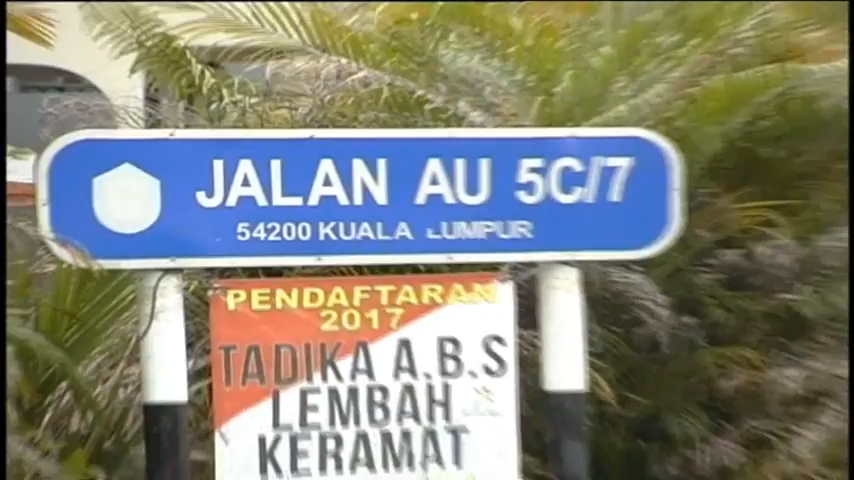 JALAN AU 5C/7
54200 KUALA LUMPUR
PENDAFTARAN
2017
TADIKA A.B.S
LEMBAH
KERAMAT